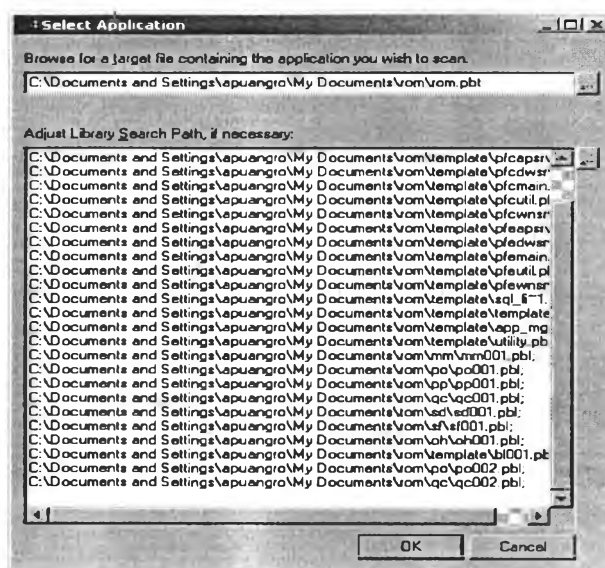 Select Application
Browse for a target file containing the application you wish to scan.
C:\Documents and Settings\apuangro\My Documents\rom\rom.pbt
...
Adjust Library Search Path, if necessary:
C:\Documents and Settings\apuangro\My Documents\rom\template\pfcapsrv
...
C:\Documents and Settings\apuangro\My Documents\rom\template\pfcdwsr
C:\Documents and Settings\apuangro\My Documents\rom\template\pfcmain.
C:\Documents and Settings\apuangro\My Documents\rom\template\pfcutil.pl
C:\Documents and Settings\apuangro\My Documents\rom\template\pfcwnsr
C:\Documents and Settings\apuangro\My Documents\rom\template\pfeapsrv
C:\Documents and Settings\apuangro\My Documents\rom\template\pfedwsr
C:\Documents and Settings\apuangro\My Documents\rom\template\pfemain.
C:\Documents and Settings\apuangro\My Documents\rom\template\pfeutil.pl
C:\Documents and Settings\apuangro\My Documents\rom\template\pfewnsr
C:\Documents and Settings\apuangro\My Documents\rom\template\sql_fi~1.
C:\Documents and Settings\apuangro\My Documents\rom\template\template
C:\Documents and Settings\apuangro\My Documents\rom\template\app_mg
C:\Documents and Settings\apuangro\My Documents\rom\template\utility.pb
C:\Documents and Settings\apuangro\My Documents\rom\mm\mm001.pbl;
C:\Documents and Settings\apuangro\My Documents\rom\po\po001.pbl;
C:\Documents and Settings\apuangro\My Documents\rom\pp\pp001.pbl;
C:\Documents and Settings\apuangro\My Documents\rom\qc\qc001.pbl;
C:\Documents and Settings\apuangro\My Documents\rom\sd\sd001.pbl;
C:\Documents and Settings\apuangro\My Documents\rom\sf\sf001.pbl;
C:\Documents and Settings\apuangro\My Documents\rom\oh\oh001.pbl;
C:\Documents and Settings\apuangro\My Documents\rom\template\bl001.pb
C:\Documents and Settings\apuangro\My Documents\rom\po\po002.pbl;
C:\Documents and Settings\apuangro\My Documents\rom\qc\qc002.pbl;
OK Cancel